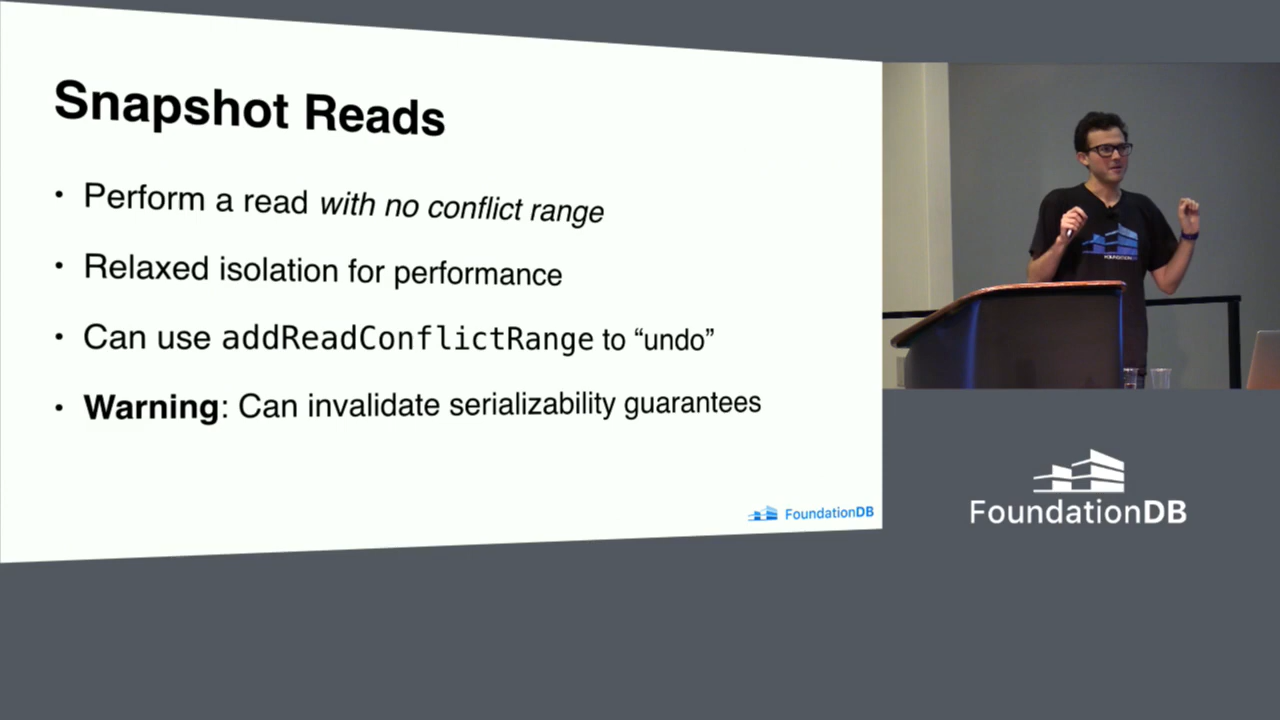 Snapshot Reads
• Perform a read with no conflict range
• Relaxed isolation for performance
• Can use addReadConflictRange to “undo”
• Warning: Can invalidate serializability guarantees
FoundationDB
FoundationDB